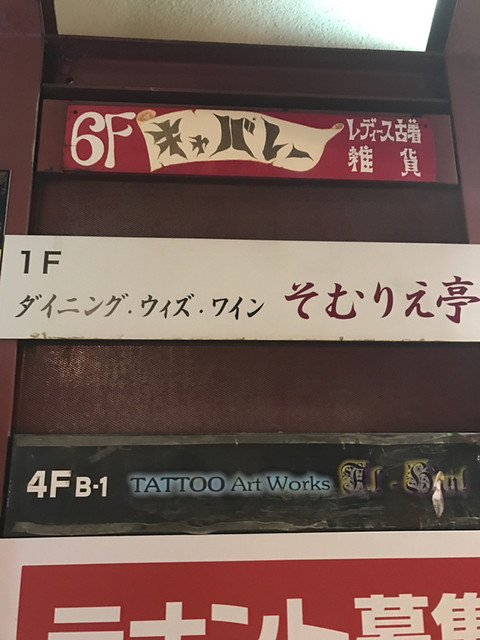 6F キャバレー レディース古着
雑貨
1F
ダイニング.ウィズ.ワイン そむりえ亭
4F B-1 TATTOO Art Works
テナント募集